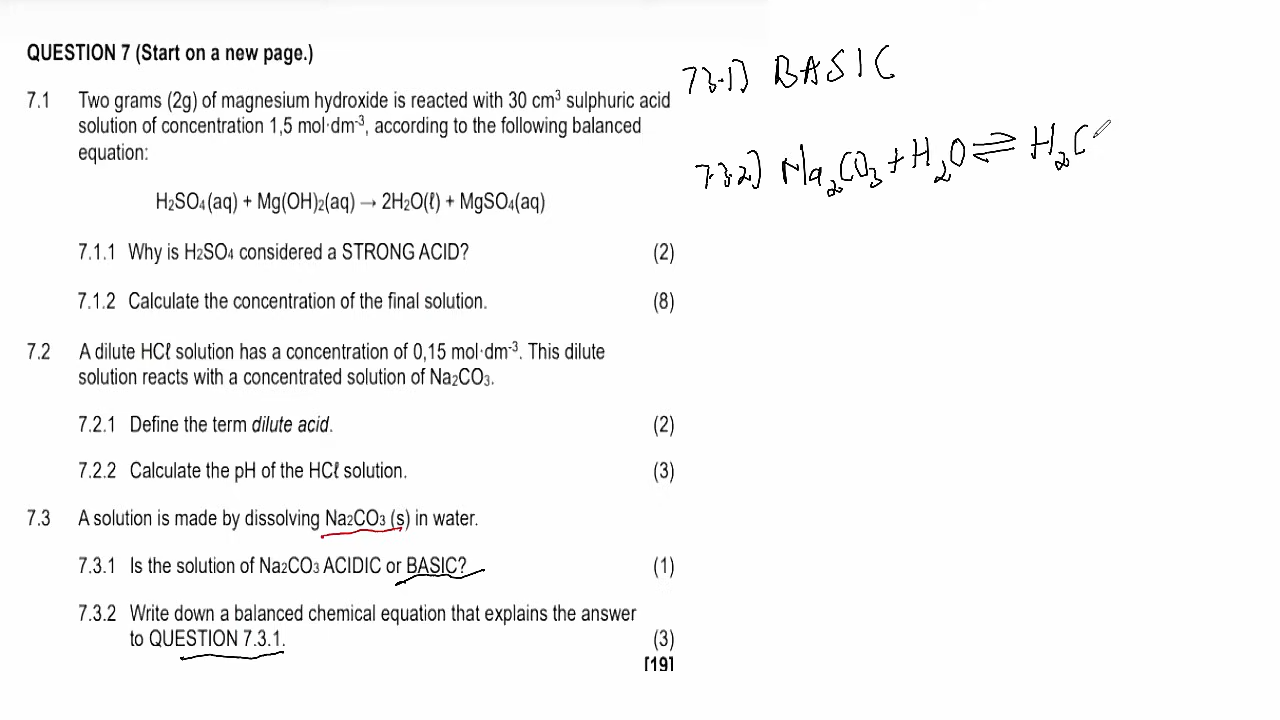 QUESTION 7 (Start on a new page.)
7.1 Two grams (2g) of magnesium hydroxide is reacted with 30 cm³ sulphuric acid
solution of concentration 1,5 mol·dm⁻³, according to the following balanced
equation:
H₂SO₄(aq) + Mg(OH)₂(aq) → 2H₂O(ℓ) + MgSO₄(aq)
7.1.1 Why is H₂SO₄ considered a STRONG ACID? (2)
7.1.2 Calculate the concentration of the final solution. (8)
7.2 A dilute HCℓ solution has a concentration of 0,15 mol·dm⁻³. This dilute
solution reacts with a concentrated solution of Na₂CO₃.
7.2.1 Define the term dilute acid. (2)
7.2.2 Calculate the pH of the HCℓ solution. (3)
7.3 A solution is made by dissolving Na₂CO₃ (s) in water.
7.3.1 Is the solution of Na₂CO₃ ACIDIC or BASIC? (1)
7.3.2 Write down a balanced chemical equation that explains the answer
to QUESTION 7.3.1. (3)
[19]
7.3.1) BASIC
7.3.2) Na₂CO₃ + H₂O ⇌ H₂C